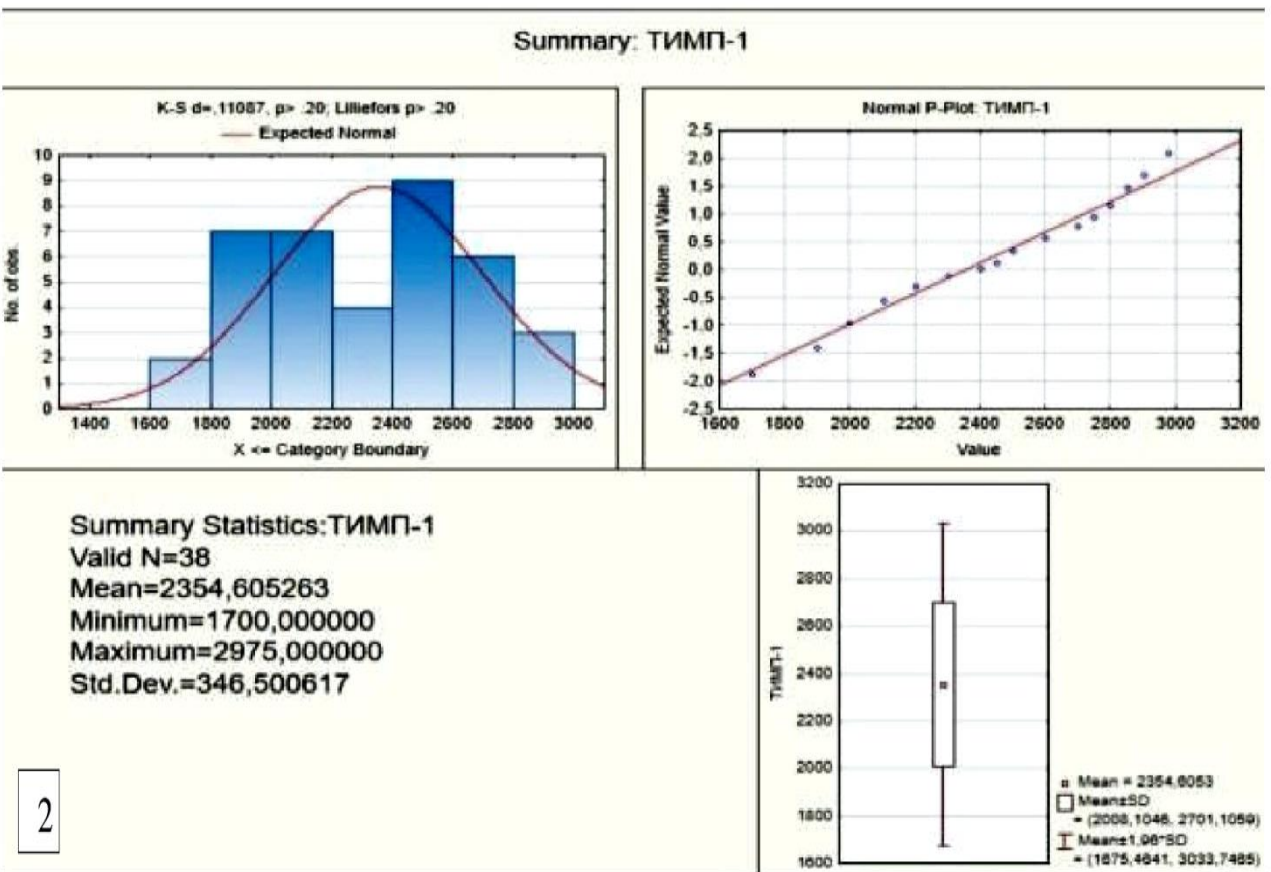 Summary: ТИМП-1
K-S d=,11087, p> .20; Lilliefors p> .20
Expected Normal
No. of obs.
10
9
8
7
6
5
4
3
2
1
0
1400 1600 1800 2000 2200 2400 2600 2800 3000
X <= Category Boundary
Normal P-Plot: ТИМП-1
Expected Normal Value
2,5
2,0
1,5
1,0
0,5
0,0
-0,5
-1,0
-1,5
-2,0
-2,5
1600 1800 2000 2200 2400 2600 2800 3000 3200
Value
Summary Statistics:ТИМП-1
Valid N=38
Mean=2354,605263
Minimum=1700,000000
Maximum=2975,000000
Std.Dev.=346,500617
2
ТИМП-1
3200
3000
2800
2600
2400
2200
2000
1800
1600
Mean = 2354,6053
Mean±SD
= (2008,1046, 2701,1059)
Mean±1,96*SD
= (1675,4641, 3033,7465)